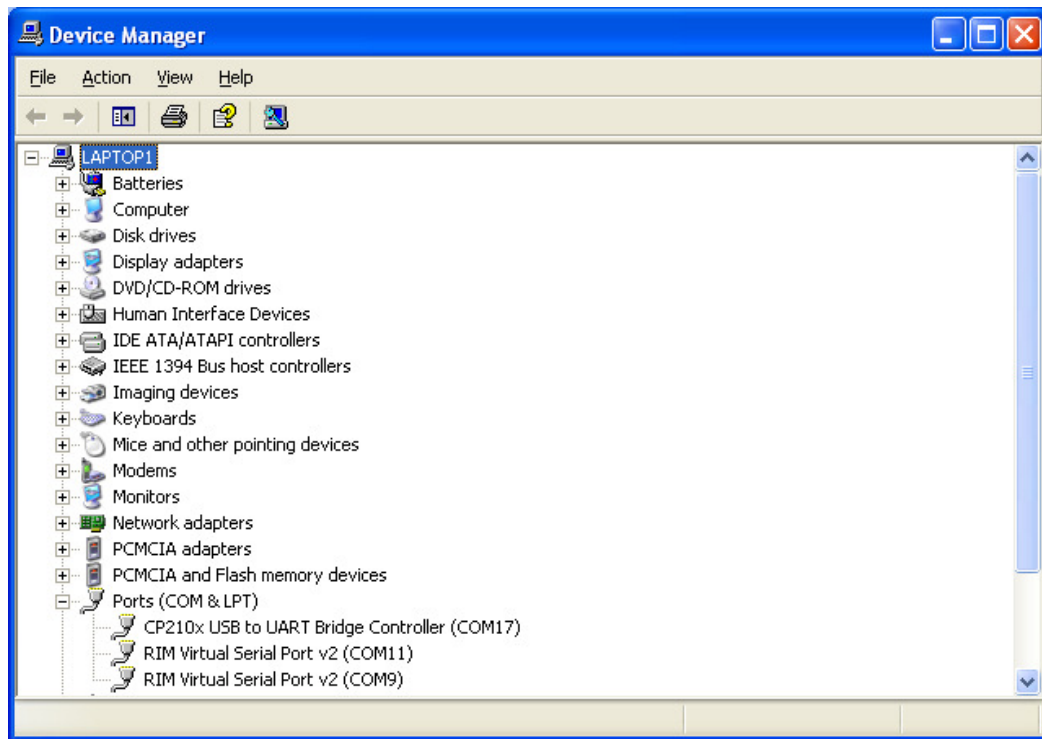 Device Manager
File Action View Help
LAPTOP1
Batteries
Computer
Disk drives
Display adapters
DVD/CD-ROM drives
Human Interface Devices
IDE ATA/ATAPI controllers
IEEE 1394 Bus host controllers
Imaging devices
Keyboards
Mice and other pointing devices
Modems
Monitors
Network adapters
PCMCIA adapters
PCMCIA and Flash memory devices
Ports (COM & LPT)
CP210x USB to UART Bridge Controller (COM17)
RIM Virtual Serial Port v2 (COM11)
RIM Virtual Serial Port v2 (COM9)